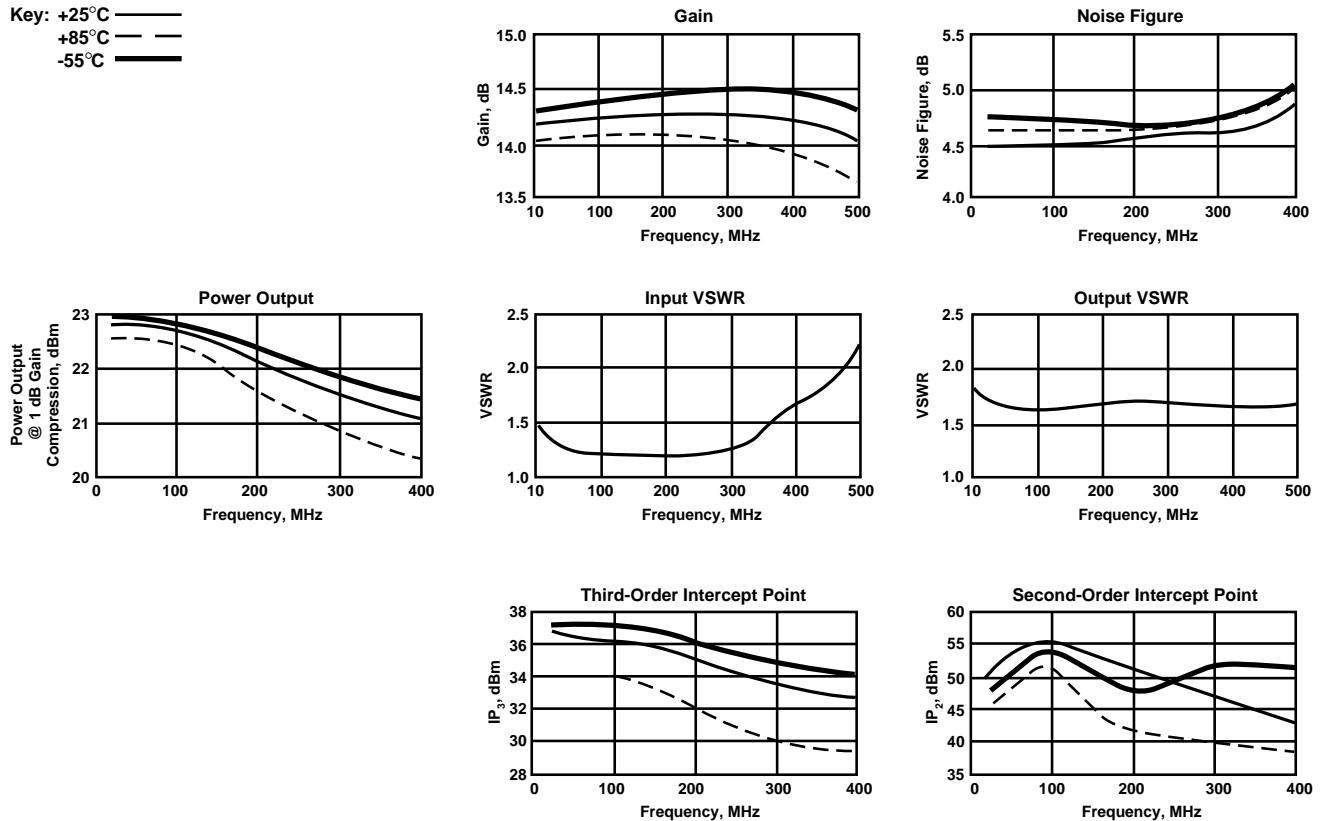 Key: +25°C
+85°C
-55°C
Gain
15.0
14.5
14.0
13.5
Gain, dB
10 100 200 300 400 500
Frequency, MHz
Noise Figure
5.5
5.0
4.5
4.0
Noise Figure, dB
0 100 200 300 400
Frequency, MHz
Power Output
23
22
21
20
Power Output
@ 1 dB Gain
Compression, dBm
0 100 200 300 400
Frequency, MHz
Input VSWR
2.5
2.0
1.5
1.0
VSWR
10 100 200 300 400 500
Frequency, MHz
Output VSWR
2.5
2.0
1.5
1.0
VSWR
10 100 200 300 400 500
Frequency, MHz
Third-Order Intercept Point
38
36
34
32
30
28
IP3, dBm
0 100 200 300 400
Frequency, MHz
Second-Order Intercept Point
60
55
50
45
40
35
IP2, dBm
0 100 200 300 400
Frequency, MHz